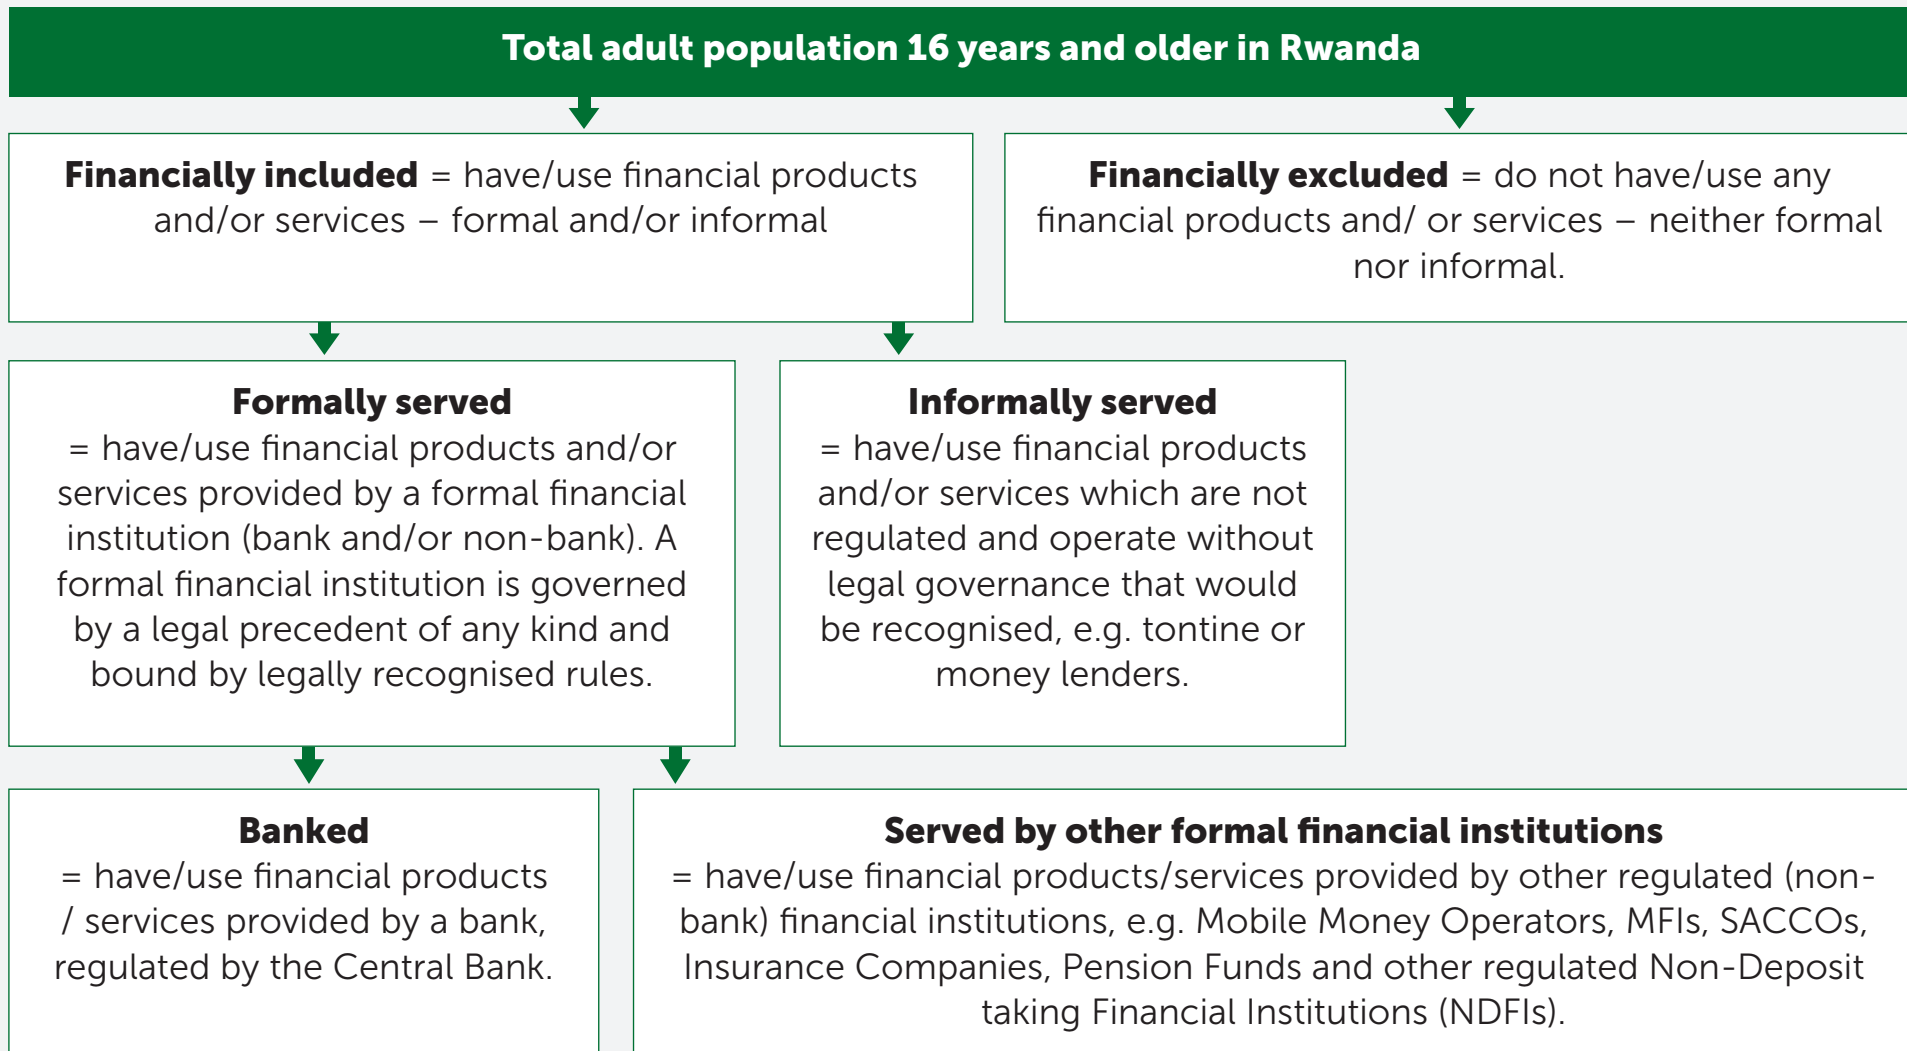 Total adult population 16 years and older in Rwanda
Financially included = have/use financial products
and/or services – formal and/or informal
Financially excluded = do not have/use any
financial products and/ or services – neither formal
nor informal.
Formally served
= have/use financial products and/or
services provided by a formal financial
institution (bank and/or non-bank). A
formal financial institution is governed
by a legal precedent of any kind and
bound by legally recognised rules.
Informally served
= have/use financial products
and/or services which are not
regulated and operate without
legal governance that would
be recognised, e.g. tontine or
money lenders.
Banked
= have/use financial products
/ services provided by a bank,
regulated by the Central Bank.
Served by other formal financial institutions
= have/use financial products/services provided by other regulated (non-
bank) financial institutions, e.g. Mobile Money Operators, MFIs, SACCOs,
Insurance Companies, Pension Funds and other regulated Non-Deposit
taking Financial Institutions (NDFIs).